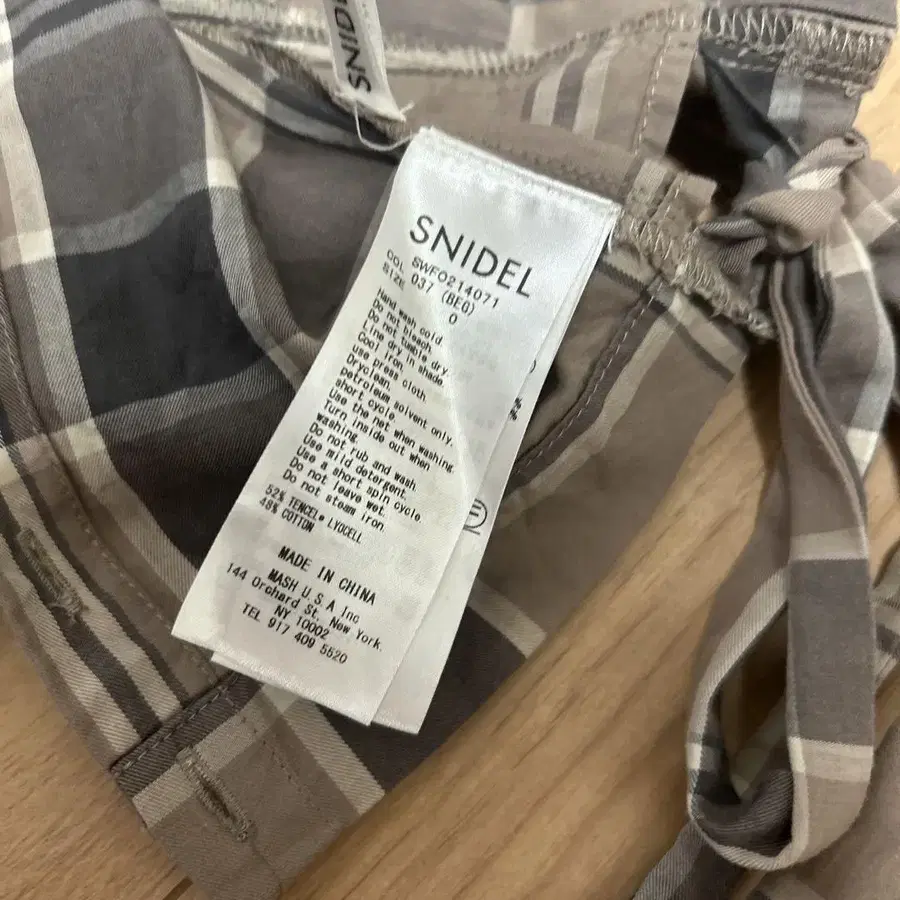 SNIDEL
SNIDEL
SWFO214071
COL 037 (BEG)
SIZE 0
Hand wash cold.
Do not bleach.
Do not tumble dry.
Line dry in shade.
Cool iron.
use press cloth.
Dryclean.
petroleum solvent only.
short cycle.
Use the net when washing.
Turn inside out when
washing.
Do not rub and wash.
Use mild detergent.
Use a short spin cycle.
Do not leave wet.
Do not steam iron.
52% TENCEL® LYOCELL
48% COTTON
MADE IN CHINA
MASH U.S.A Inc
144 Orchard St. New York.
NY 10002
TEL 917 409 5520